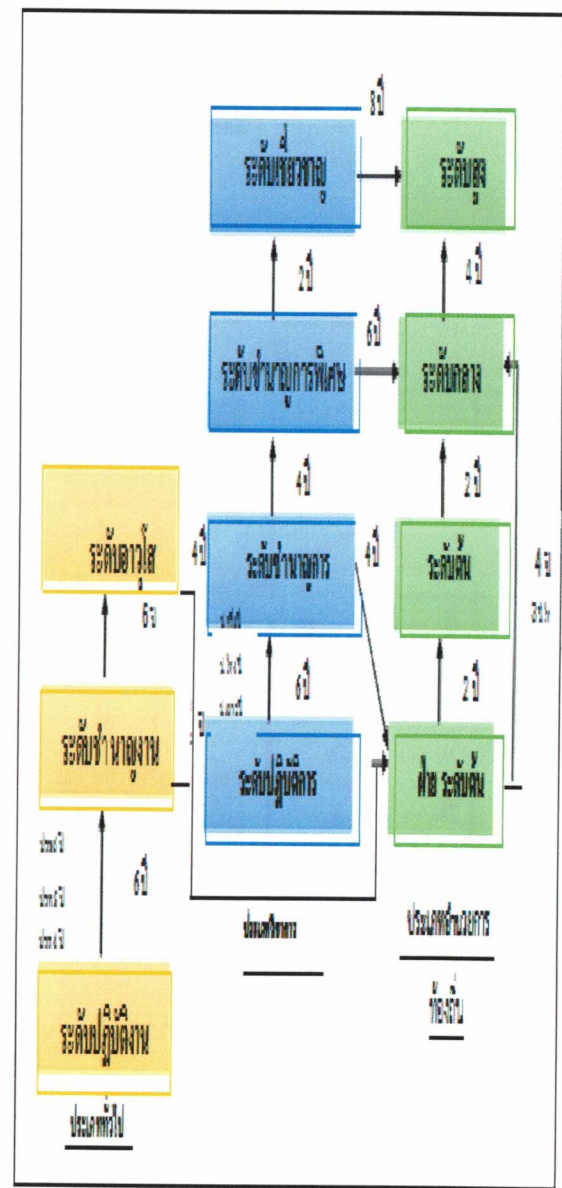 ระดับอาวุโส
6 ปี
ระดับชำนาญงาน
6 ปี
ระดับปฏิบัติงาน
ประเภททั่วไป
4 ปี
ระดับเชี่ยวชาญ
2 ปี
ระดับชำนาญการพิเศษ
4 ปี
ระดับชำนาญการ
6 ปี
ระดับปฏิบัติการ
ประเภทวิชาการ
8 ปี
6 ปี
4 ปี
ระดับสูง
4 ปี
ระดับกลาง
2 ปี
ระดับต้น
2 ปี
ฝ่าย ระดับต้น
ประเภทอำนวยการ
ท้องถิ่น
4 ปี